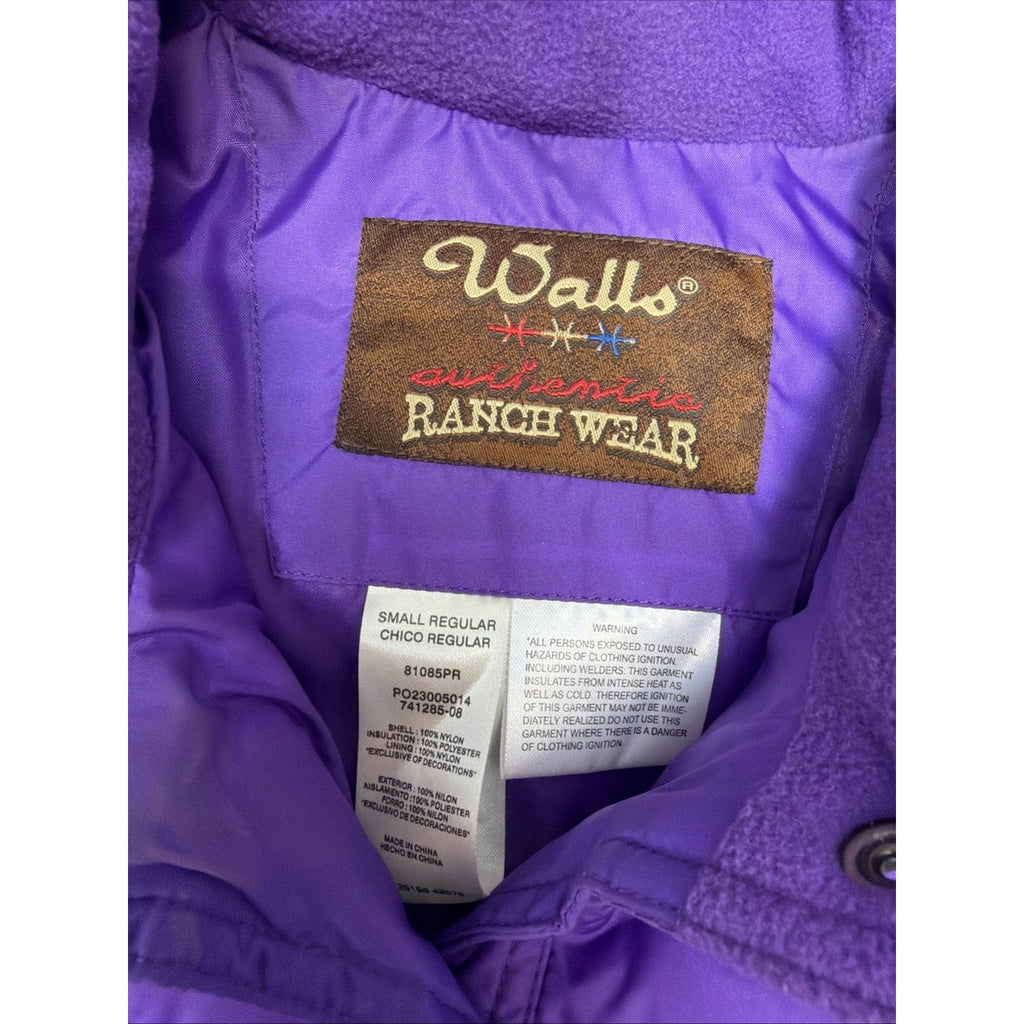 Walls®
authentic
RANCH WEAR
SMALL REGULAR
CHICO REGULAR
81085PR
PO23005014
741285-08
SHELL : 100% NYLON
INSULATION : 100% POLYESTER
LINING : 100% NYLON
*EXCLUSIVE OF DECORATIONS*
EXTERIOR: 100% NILON
AISLAMIENTO :100% POLIESTER
FORRO :100% NILON
*EXCLUSIVO DE DECORACIONES*
MADE IN CHINA
HECHO EN CHINA
WARNING
*ALL PERSONS EXPOSED TO UNUSUAL
HAZARDS OF CLOTHING IGNITION.
INCLUDING WELDERS: THIS GARMENT
INSULATES FROM INTENSE HEAT AS
WELL AS COLD. THEREFORE IGNITION
OF THIS GARMENT MAY NOT BE IMME-
DIATELY REALIZED.DO NOT USE THIS
GARMENT WHERE THERE IS A DANGER
OF CLOTHING IGNITION.